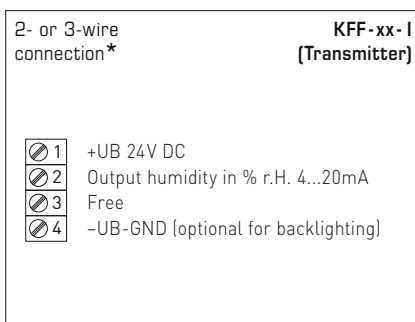 2- or 3-wire
connection*
KFF-xx-I
(Transmitter)
1 +UB 24V DC
2 Output humidity in % r.H. 4...20mA
3 Free
4 –UB-GND (optional for backlighting)